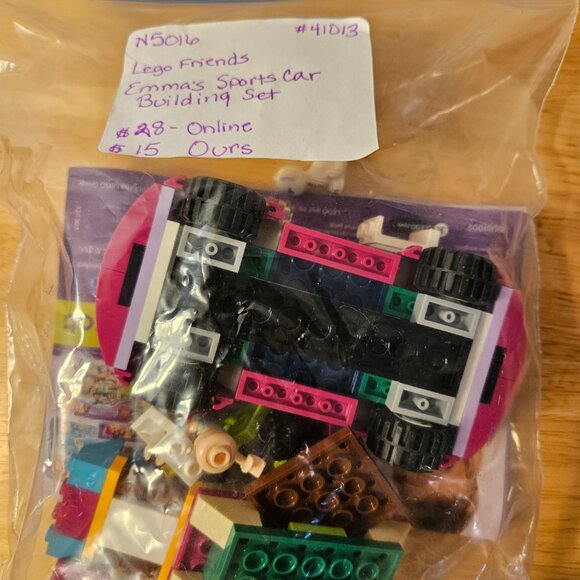 N5016 #41013
Lego Friends
Emma's Sports Car
Building Set
$28- Online
$15 Ours